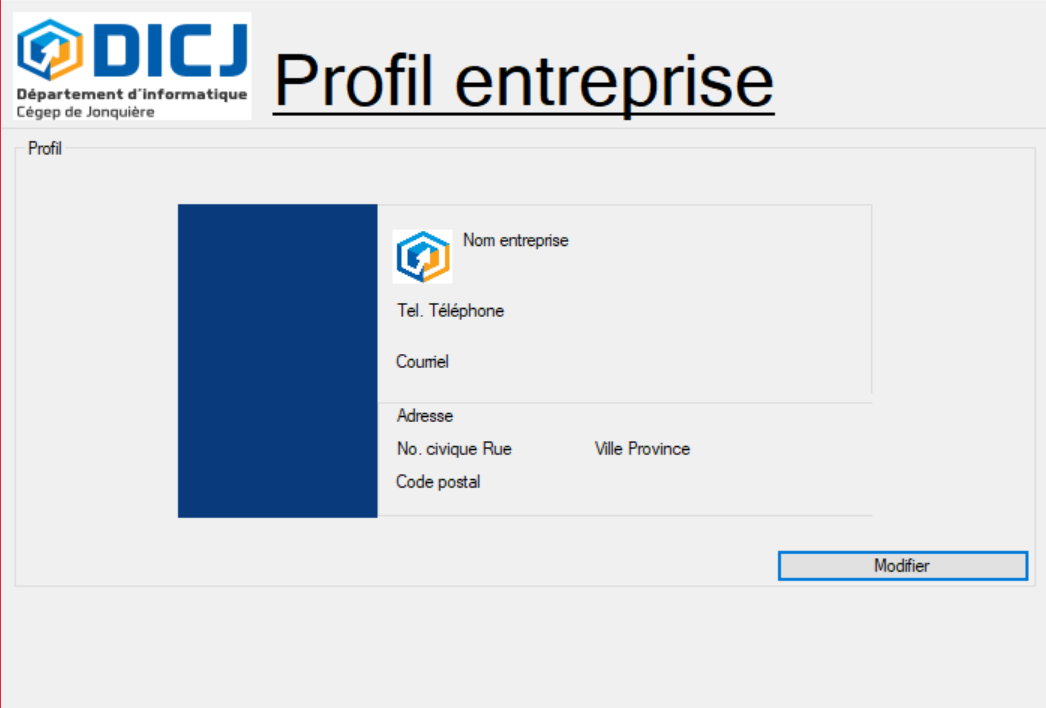 DICJ
Département d'informatique
Cégep de Jonquière
Profil entreprise
Profil
Nom entreprise
Tel. Téléphone
Courriel
Adresse
No. civique Rue Ville Province
Code postal
Modifier